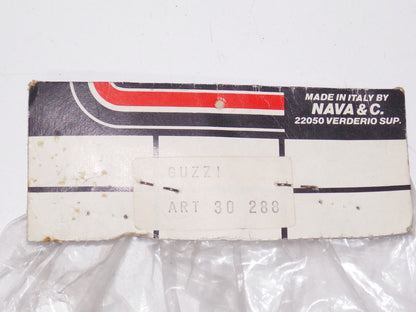 MADE IN ITALY BY
NAVA & C.
22050 VERDERIO SUP.
GUZZI
ART 30 288